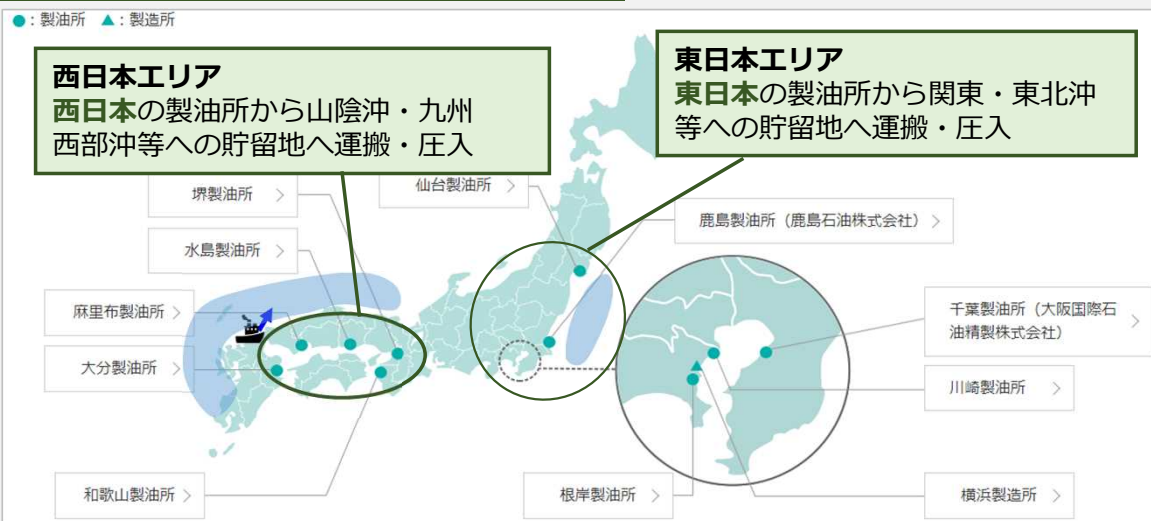 ●：製油所 ▲：製造所
西日本エリア
西日本の製油所から山陰沖・九州
西部沖等への貯留地へ運搬・圧入
東日本エリア
東日本の製油所から関東・東北沖
等への貯留地へ運搬・圧入
堺製油所 >
仙台製油所 >
鹿島製油所（鹿島石油株式会社） >
水島製油所 >
麻里布製油所 >
千葉製油所（大阪国際石
油精製株式会社） >
大分製油所 >
川崎製油所 >
和歌山製油所 >
根岸製油所 >
横浜製造所 >